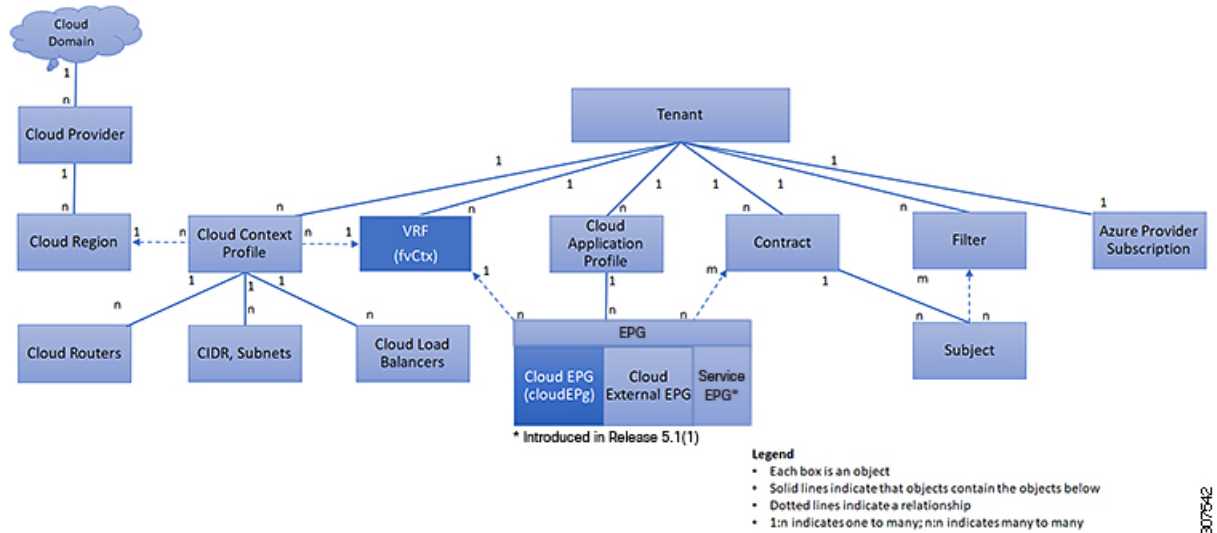 Cloud
Domain
1
n
Cloud Provider
1
n
Cloud Region
Tenant
1
1
1
1
1
1
1
n
n
n
n
n
1
Cloud Context
Profile
VRF
(fvCtx)
Cloud
Application
Profile
Contract
Filter
Azure Provider
Subscription
1
n
n
1
1
1
1
n
n
n
Cloud Routers
CIDR, Subnets
Cloud Load
Balancers
1
n
1
n
m
n
1
n
m
n
EPG
Cloud EPG
(cloudEPg)
Cloud
External EPG
Service
EPG*
* Introduced in Release 5.1(1)
Subject
Legend
• Each box is an object
• Solid lines indicate that objects contain the objects below
• Dotted lines indicate a relationship
• 1:n indicates one to many; n:n indicates many to many
307542